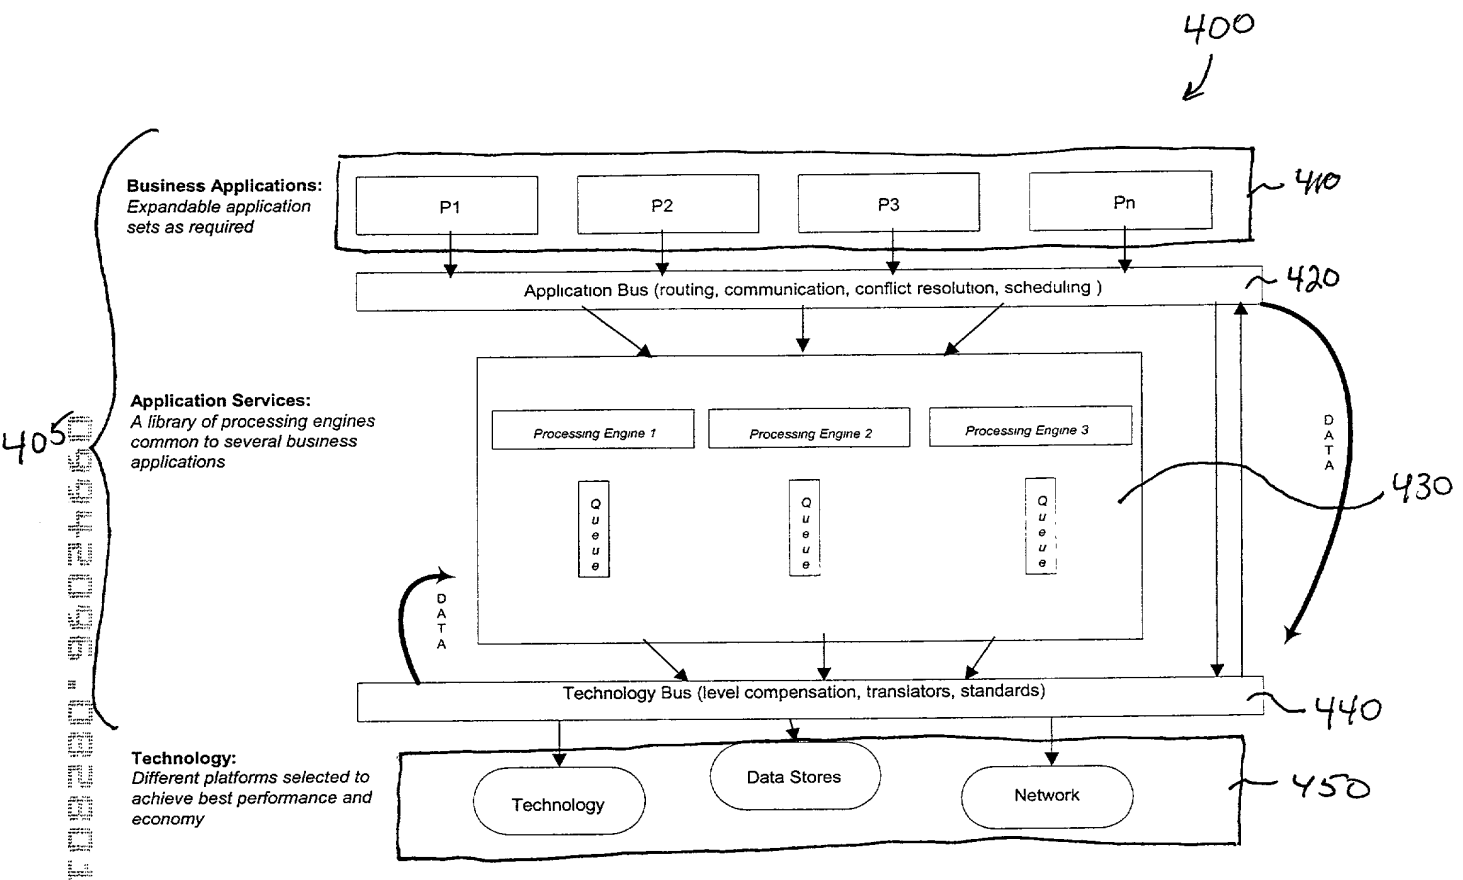 400
Business Applications:
Expandable application
sets as required
P1
P2
P3
Pn
410
Application Bus (routing, communication, conflict resolution, scheduling )
420
Application Services:
A library of processing engines
common to several business
applications
405
Processing Engine 1
Processing Engine 2
Processing Engine 3
Queue
Queue
Queue
DATA
430
DATA
Technology Bus (level compensation, translators, standards)
440
Technology:
Different platforms selected to
achieve best performance and
economy
Technology
Data Stores
Network
450